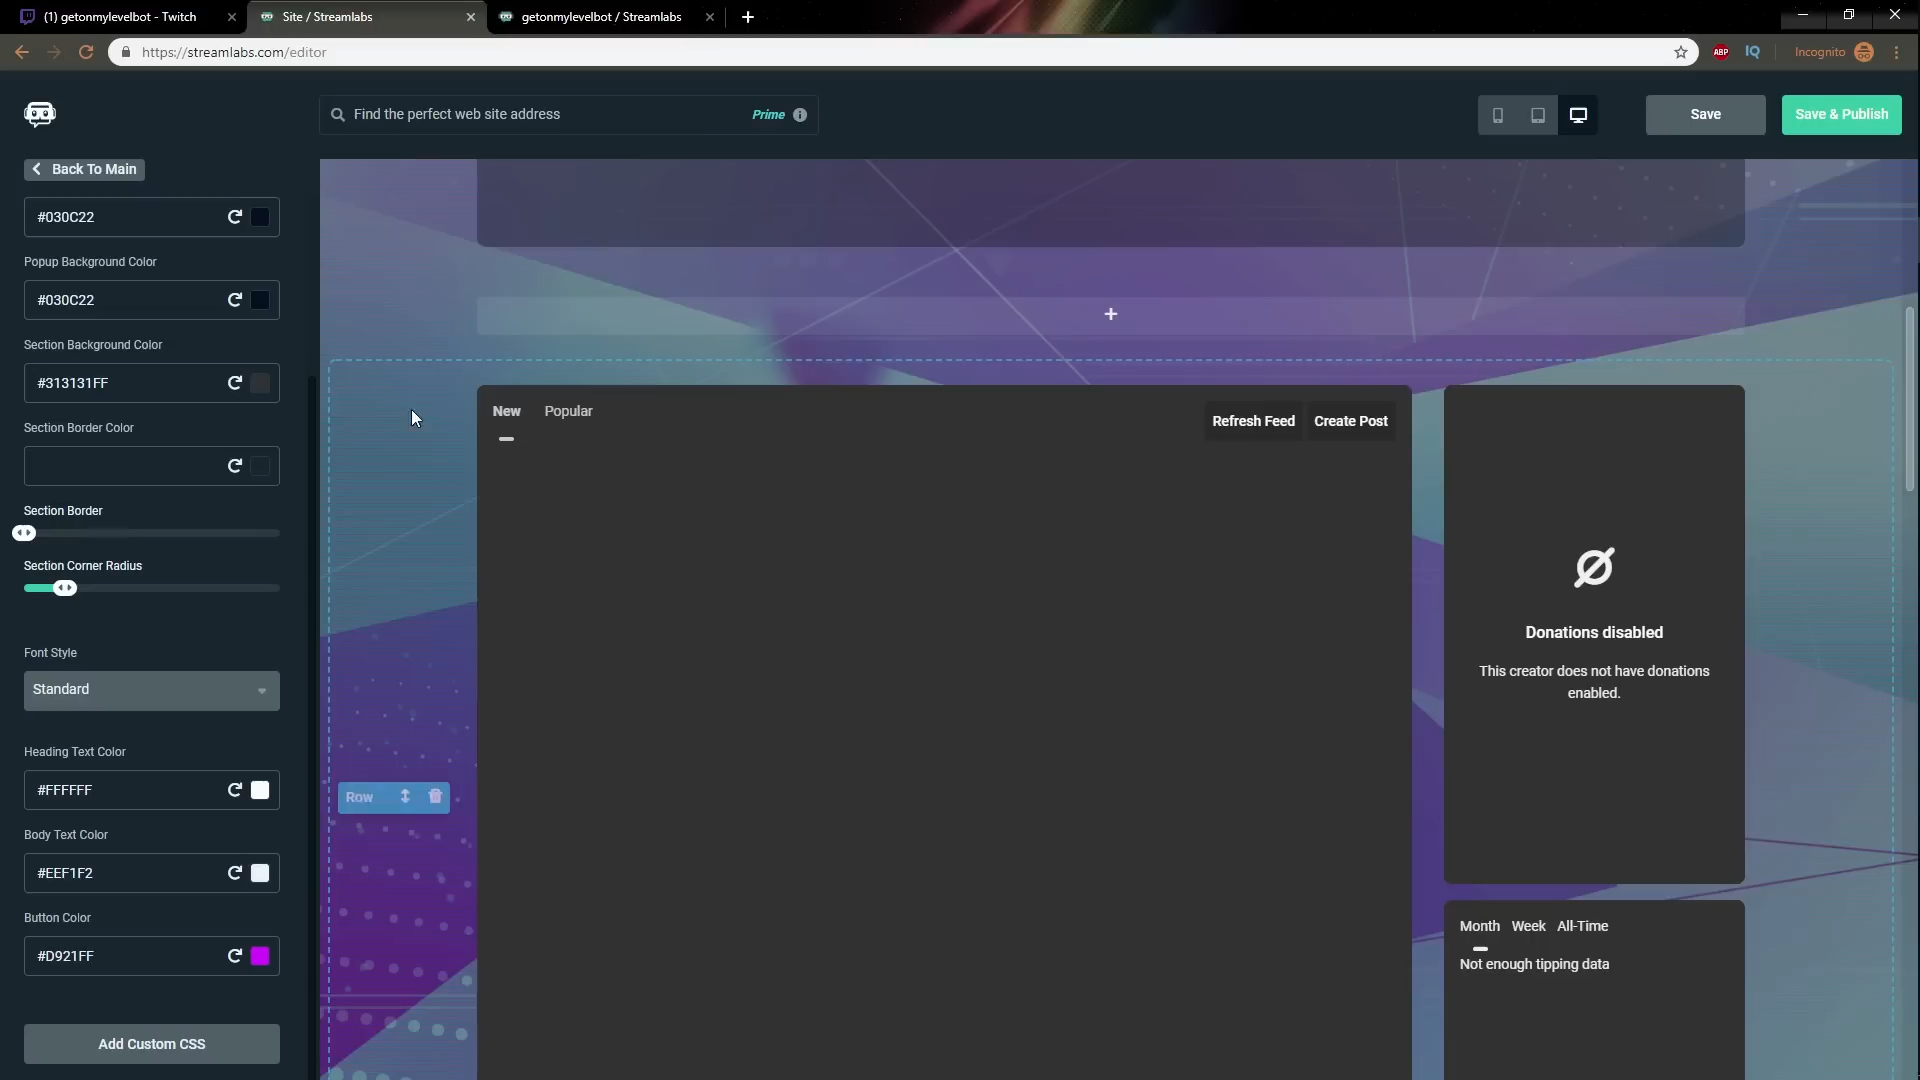 (1) getonmylevelbot - Twitch
Site / Streamlabs
getonmylevelbot / Streamlabs
https://streamlabs.com/editor
ABP
IQ
Incognito
Find the perfect web site address
Prime
Save
Save & Publish
Back To Main
#030C22
Popup Background Color
#030C22
Section Background Color
#313131FF
Section Border Color
Section Border
Section Corner Radius
Font Style
Standard
Heading Text Color
#FFFFFF
Body Text Color
#EEF1F2
Button Color
#D921FF
Add Custom CSS
New
Popular
Refresh Feed
Create Post
Row
Donations disabled
This creator does not have donations
enabled.
Month Week All-Time
Not enough tipping data